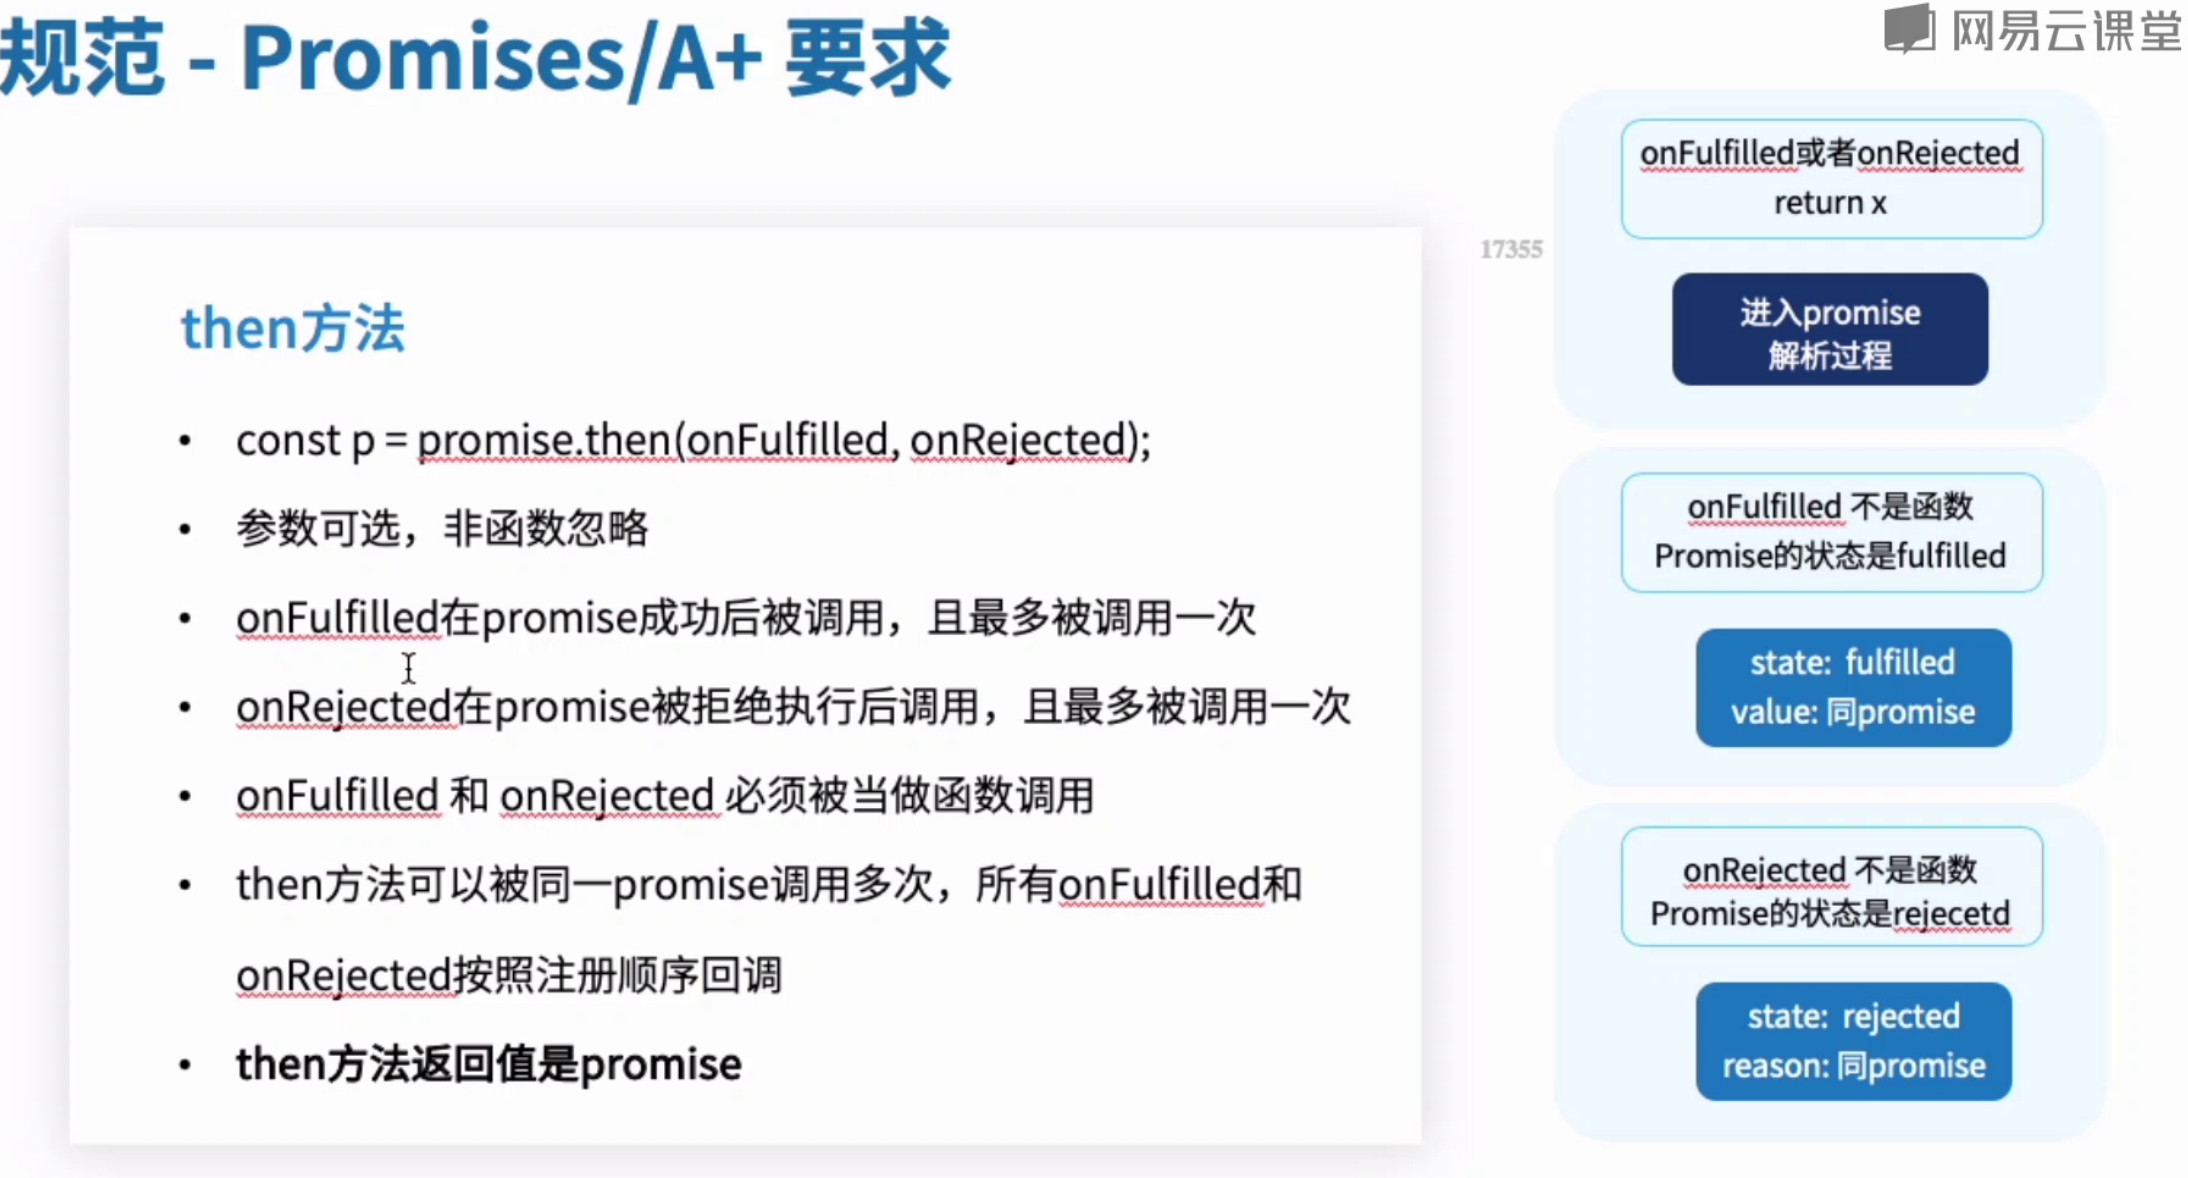 规范 - Promises/A+ 要求
网易云课堂
then方法
• const p = promise.then(onFulfilled, onRejected);
• 参数可选，非函数忽略
• onFulfilled在promise成功后被调用，且最多被调用一次
• onRejected在promise被拒绝执行后调用，且最多被调用一次
• onFulfilled 和 onRejected 必须被当做函数调用
• then方法可以被同一promise调用多次，所有onFulfilled和
onRejected按照注册顺序回调
• then方法返回值是promise
17355
onFulfilled或者onRejected
return x
进入promise
解析过程
onFulfilled 不是函数
Promise的状态是fulfilled
state: fulfilled
value: 同promise
onRejected 不是函数
Promise的状态是rejecetd
state: rejected
reason: 同promise